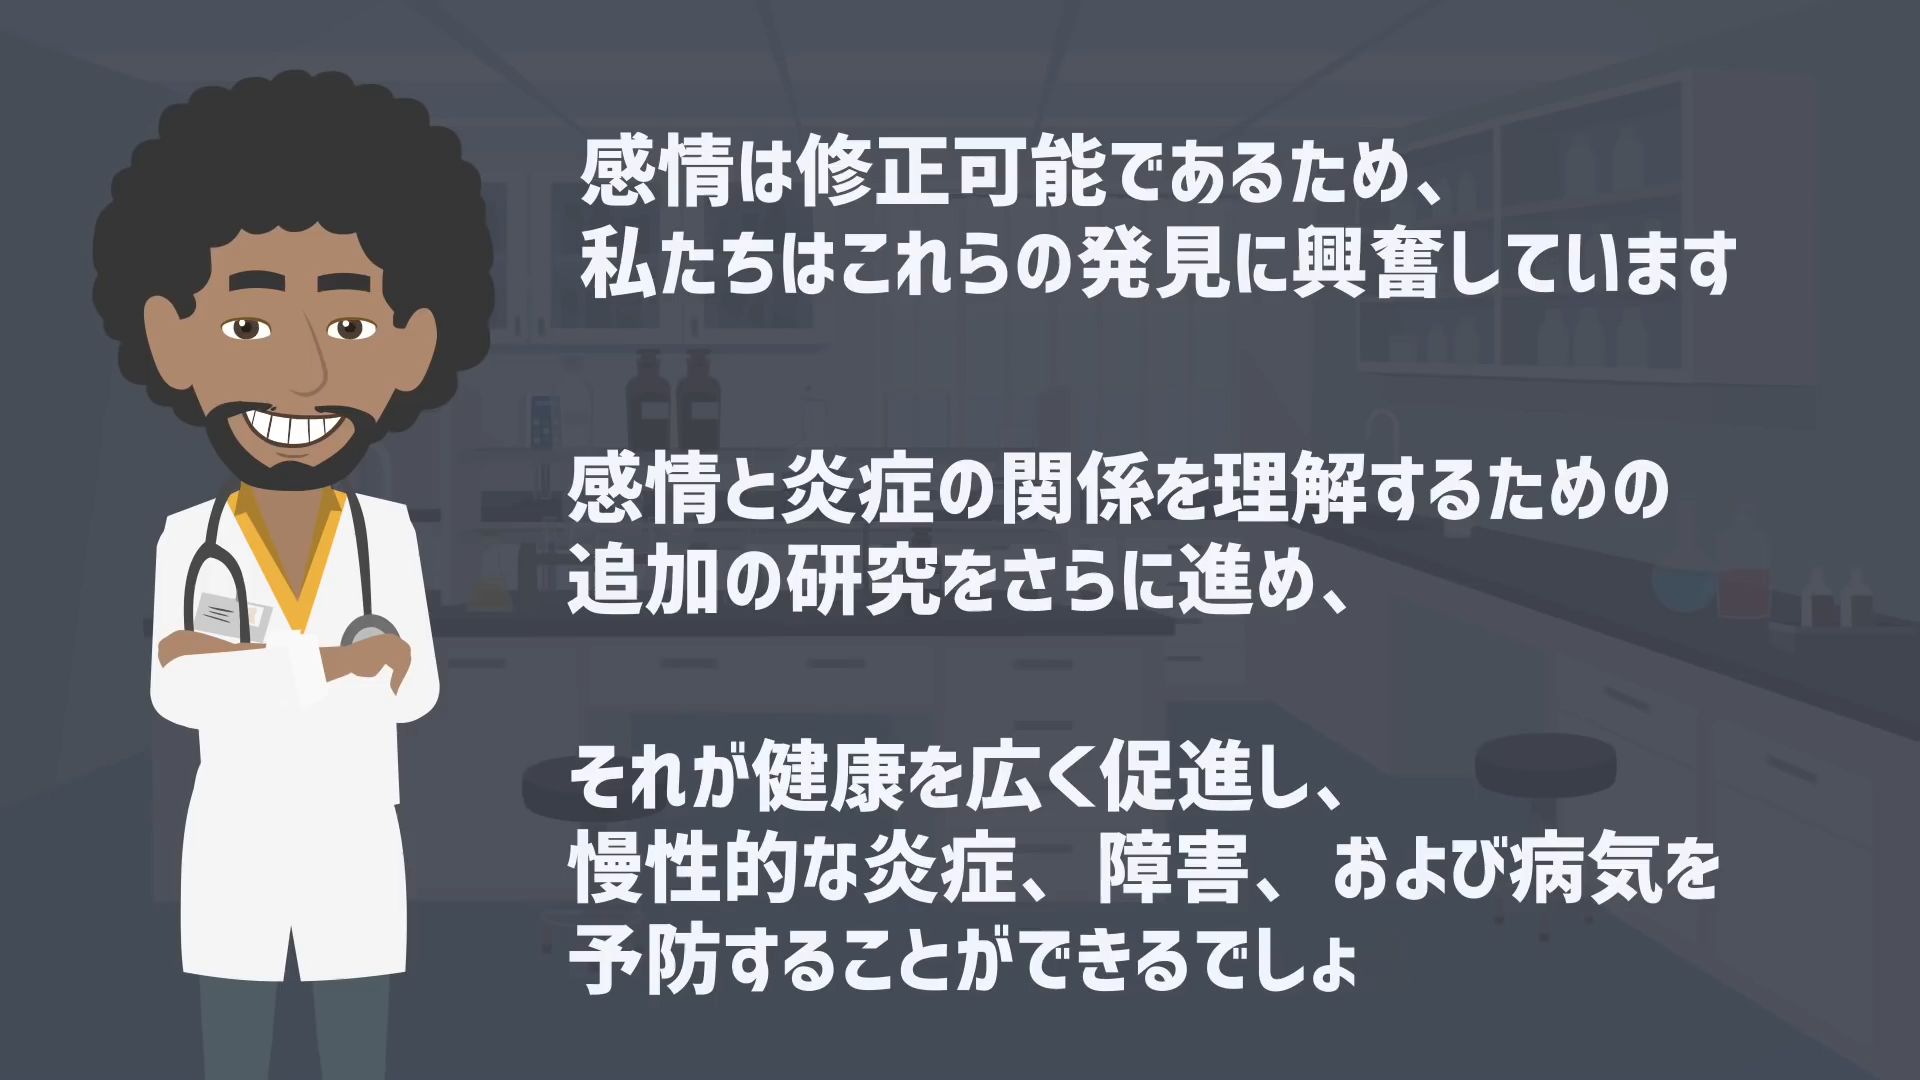 感情は修正可能であるため、
私たちはこれらの発見に興奮しています
感情と炎症の関係を理解するための
追加の研究をさらに進め、
それが健康を広く促進し、
慢性的な炎症、障害、および病気を
予防することができるでしょ